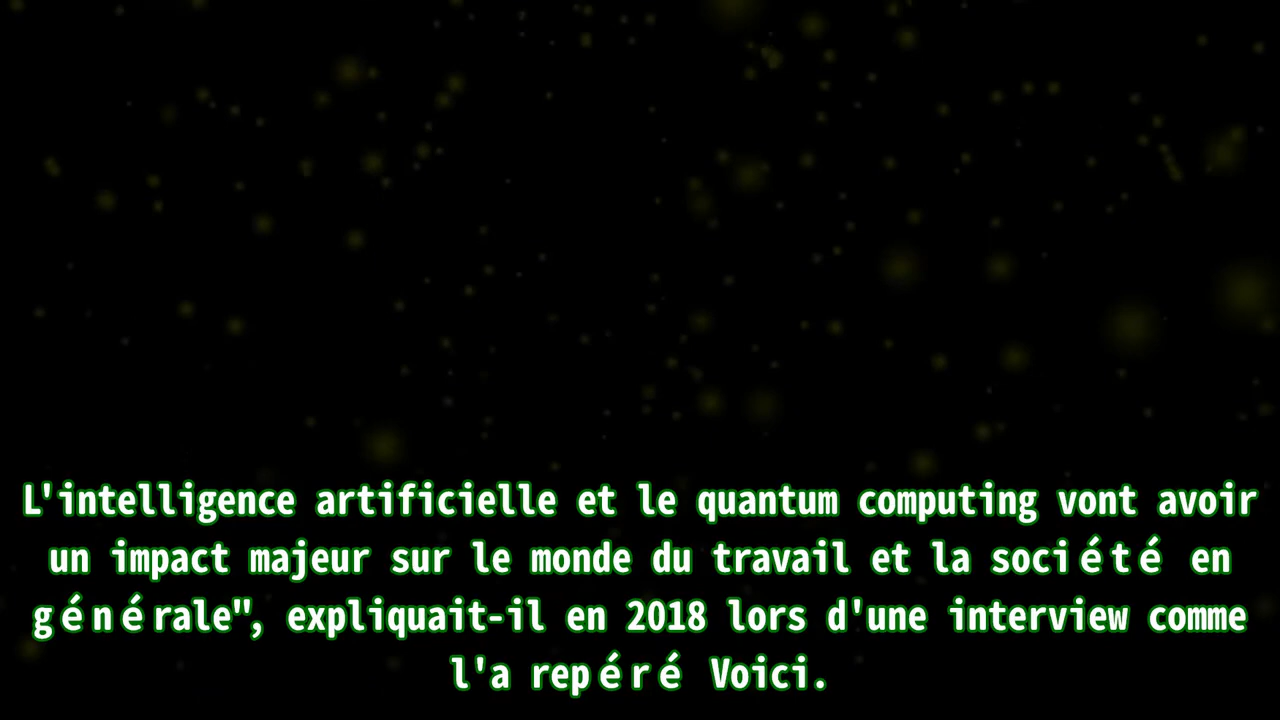 L'intelligence artificielle et le quantum computing vont avoir
un impact majeur sur le monde du travail et la société en
générale", expliquait-il en 2018 lors d'une interview comme
l'a repéré Voici.